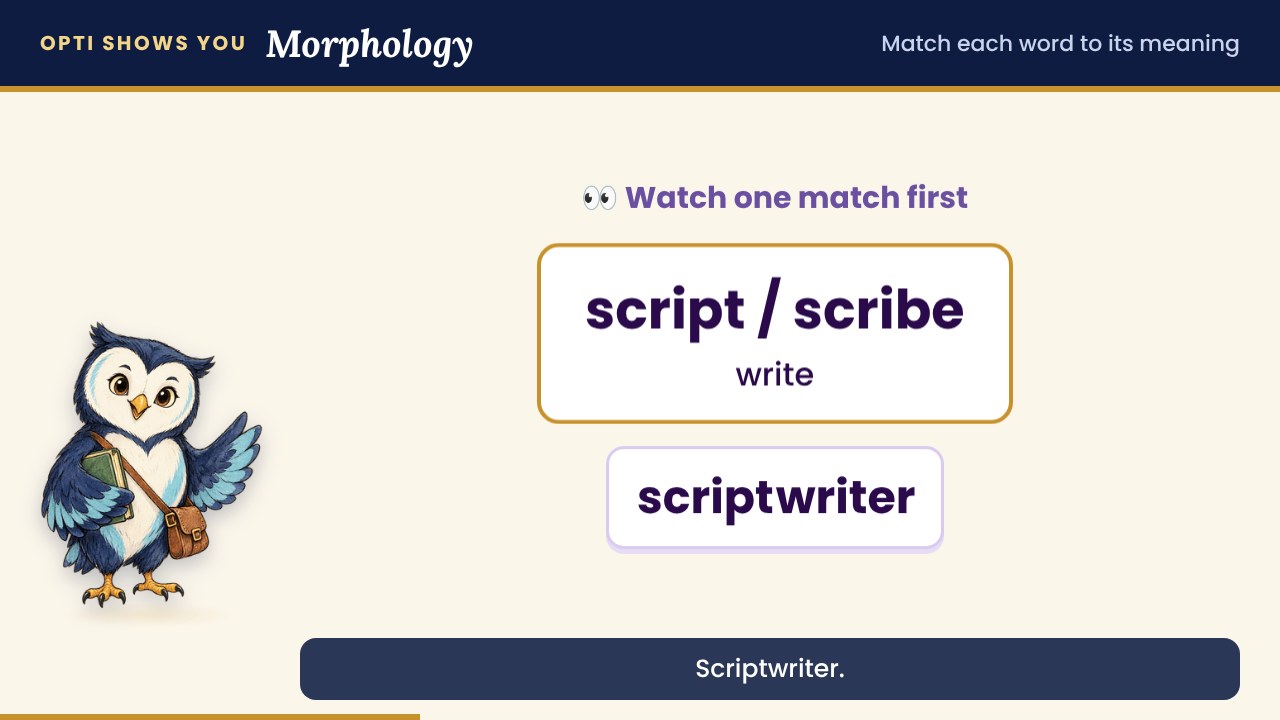 OPTI SHOWS YOU Morphology
Match each word to its meaning
👀 Watch one match first
script / scribe
write
scriptwriter
Scriptwriter.